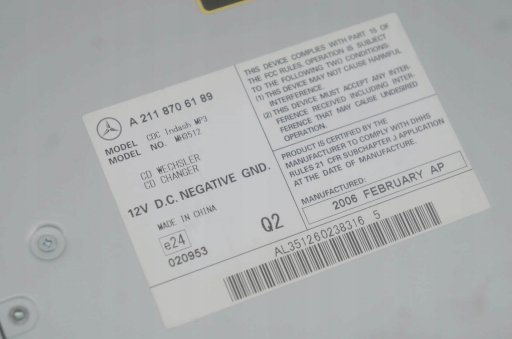 A 211 870 61 89
MODEL CDC Indash MP3
MODEL NO. MH3512
CD WECHSLER
CD CHANGER
12V D.C. NEGATIVE GND.
MADE IN CHINA
e24
020953
Q2
THIS DEVICE COMPLIES WITH PART 15 OF
THE FCC RULES. OPERATION IS SUBJECT
TO THE FOLLOWING TWO CONDITIONS:
(1) THIS DEVICE MAY NOT CAUSE HARMFUL
INTERFERENCE.
(2) THIS DEVICE MUST ACCEPT ANY INTER-
FERENCE RECEIVED INCLUDING INTER-
FERENCE THAT MAY CAUSE UNDESIRED
OPERATION.
PRODUCT IS CERTIFIED BY THE
MANUFACTURER TO COMPLY WITH DHHS
RULES 21 CFR SUBCHAPTER J APPLICATION
AT THE DATE OF MANUFACTURE.
MANUFACTURED:
2006 FEBRUARY AP
AL351260238316 5